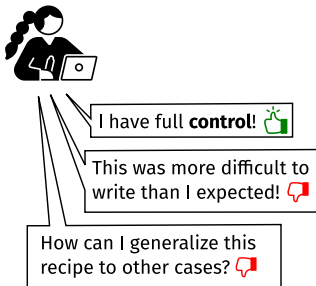 I have full control!
This was more difficult to
write than I expected!
How can I generalize this
recipe to other cases?